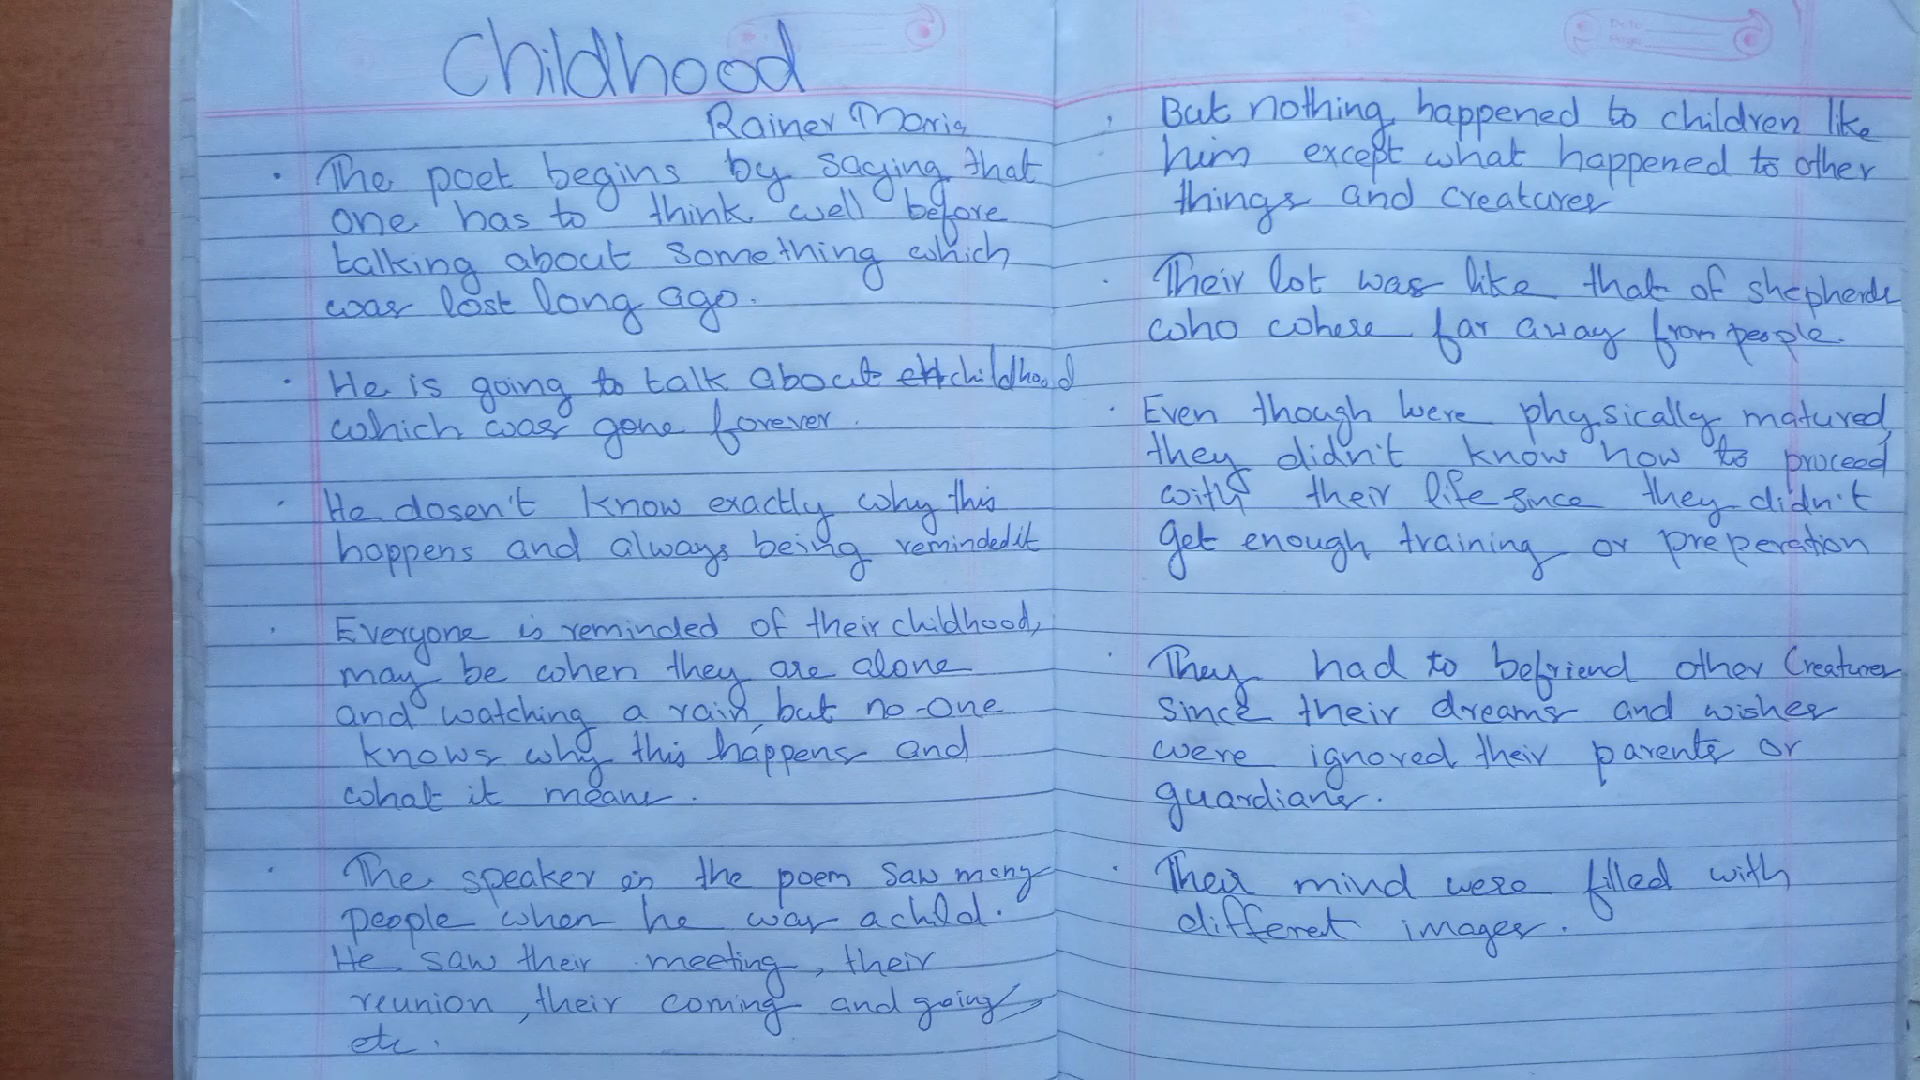 Childhood
Rainer Maria
. The poet begins by saying that
one has to think well before
talking about something which
was lost long ago.
. He is going to talk about childhood
which was gone forever.
. He dosen't know exactly why this
happens and always being remindedit
. Everyone is reminded of their childhood,
may be when they are alone
and watching a rain, but no-one
knows why this happens and
what it means.
. The speaker in the poem saw many
people when he was a child.
He saw their meeting, their
reunion, their coming and going
etc.
. But nothing happened to children like
him except what happened to other
things and creatures
. Their lot was like that of shepherds
who whese far away from people.
. Even though were physically matured,
they didn't know how to proceed
with their life since they didn't
get enough training or preperation
. They had to befriend other Creatures
since their dreams and wishes
were ignored their parents or
guardians.
. Their mind were filled with
different images.